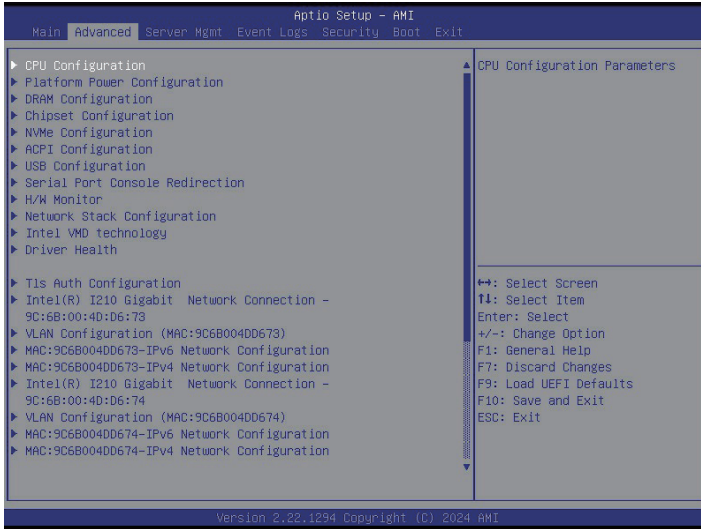 Aptio Setup – AMI
Main Advanced Server Mgmt Event Logs Security Boot Exit
CPU Configuration
Platform Power Configuration
DRAM Configuration
Chipset Configuration
NVMe Configuration
ACPI Configuration
USB Configuration
Serial Port Console Redirection
H/W Monitor
Network Stack Configuration
Intel VMD technology
Driver Health
Tls Auth Configuration
Intel(R) I210 Gigabit  Network Connection –
9C:6B:00:4D:D6:73
VLAN Configuration (MAC:9C6B004DD673)
MAC:9C6B004DD673–IPv6 Network Configuration
MAC:9C6B004DD673–IPv4 Network Configuration
Intel(R) I210 Gigabit  Network Connection –
9C:6B:00:4D:D6:74
VLAN Configuration (MAC:9C6B004DD674)
MAC:9C6B004DD674–IPv6 Network Configuration
MAC:9C6B004DD674–IPv4 Network Configuration
CPU Configuration Parameters
↔: Select Screen
↑↓: Select Item
Enter: Select
+/–: Change Option
F1: General Help
F7: Discard Changes
F9: Load UEFI Defaults
F10: Save and Exit
ESC: Exit
Version 2.22.1294 Copyright (C) 2024 AMI